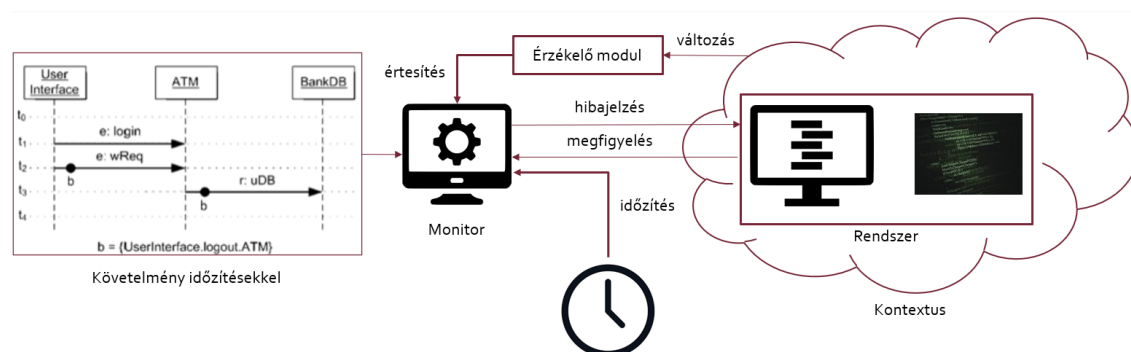 User
Interface
ATM
BankDB
t0
t1
e: login
t2
e: wReq
b
t3
r: uDB
b
t4
b = {UserInterface.logout.ATM}
Követelmény időzítésekkel
értesítés
Érzékelő modul
változás
hibajelzés
megfigyelés
időzítés
Monitor
Rendszer
Kontextus